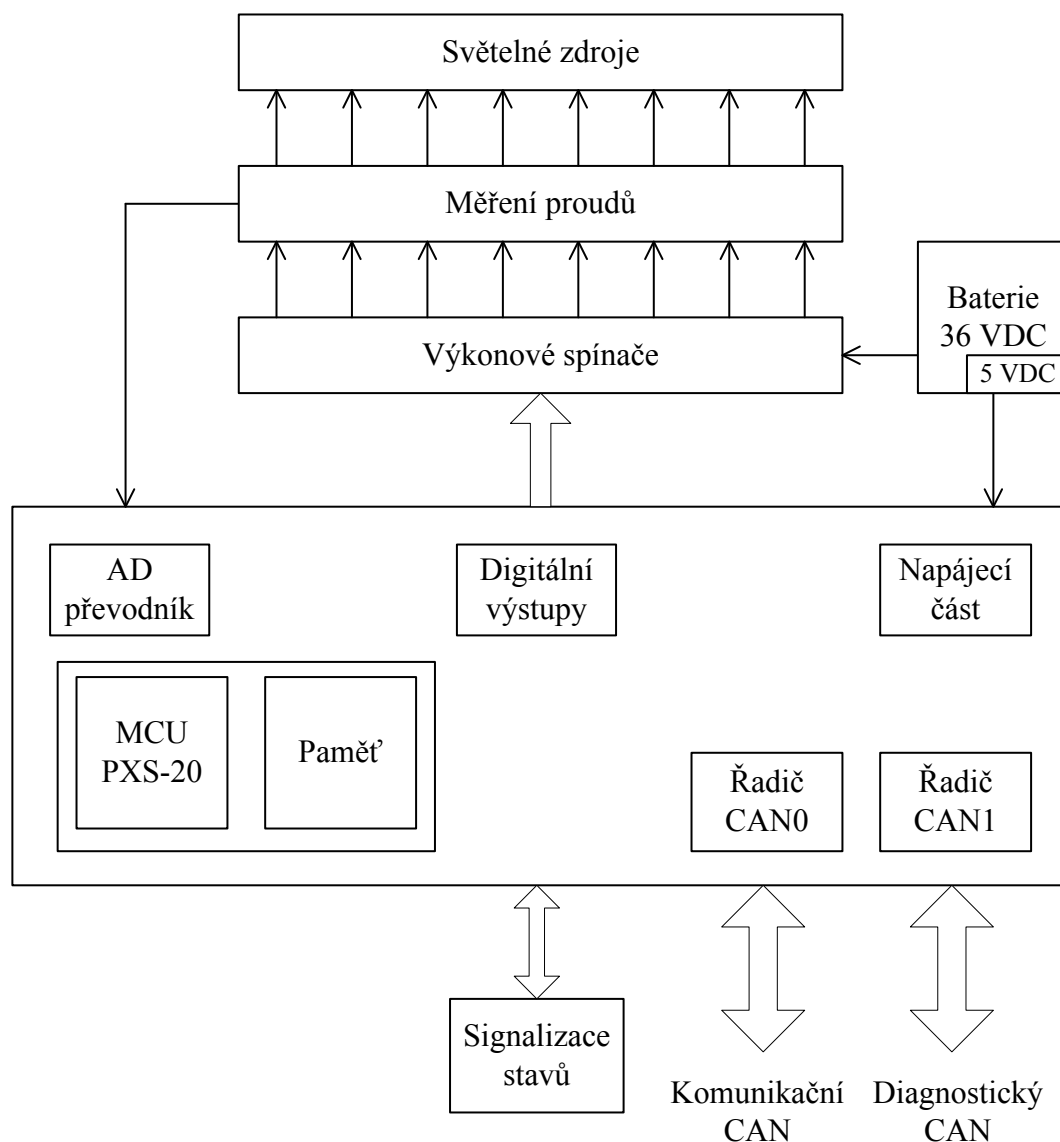 Světelné zdroje
Měření proudů
Výkonové spínače
Baterie
36 VDC
5 VDC
AD
převodník
Digitální
výstupy
Napájecí
část
MCU
PXS-20
Paměť
Řadič
CAN0
Řadič
CAN1
Signalizace
stavů
Komunikační
CAN
Diagnostický
CAN